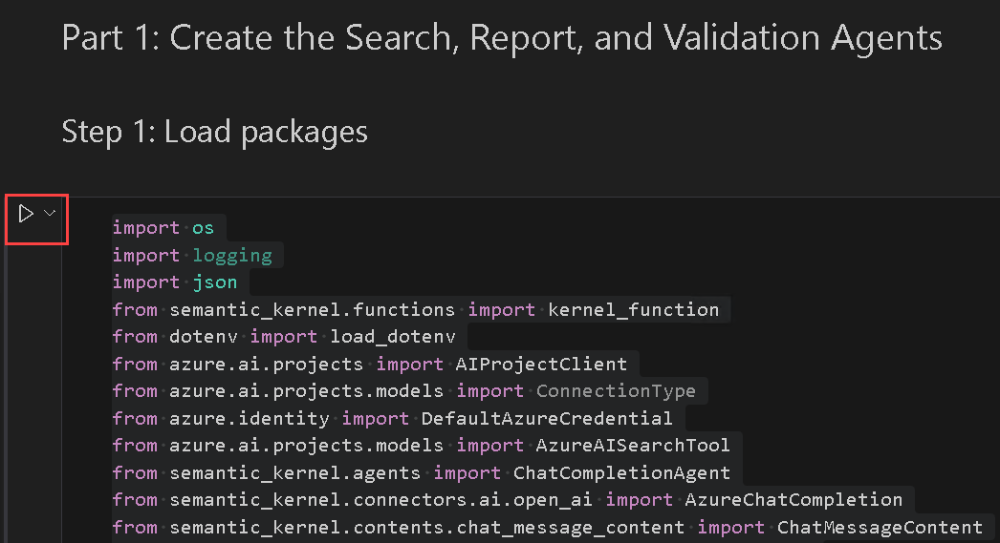 Part 1: Create the Search, Report, and Validation Agents
Step 1: Load packages
import os
import logging
import json
from semantic_kernel.functions import kernel_function
from dotenv import load_dotenv
from azure.ai.projects import AIProjectClient
from azure.ai.projects.models import ConnectionType
from azure.identity import DefaultAzureCredential
from azure.ai.projects.models import AzureAISearchTool
from semantic_kernel.agents import ChatCompletionAgent
from semantic_kernel.connectors.ai.open_ai import AzureChatCompletion
from semantic_kernel.contents.chat_message_content import ChatMessageContent